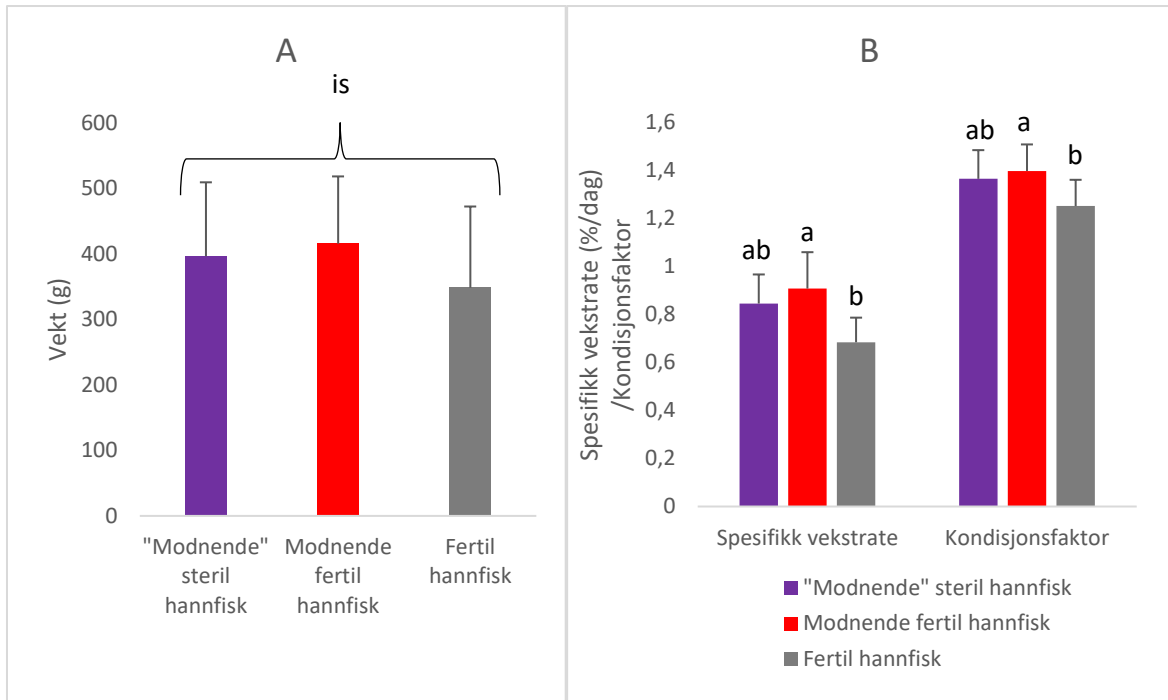 A
is
Vekt (g)
600
500
400
300
200
100
0
"Modnende"
steril
hannfisk
Modnende
fertil
hannfisk
Fertil
hannfisk
B
Spesifikk vekstrate (%/dag)
/Kondisjonsfaktor
1,6
1,4
1,2
1
0,8
0,6
0,4
0,2
0
ab
a
b
ab
a
b
Spesifikk vekstrate
Kondisjonsfaktor
"Modnende" steril hannfisk
Modnende fertil hannfisk
Fertil hannfisk